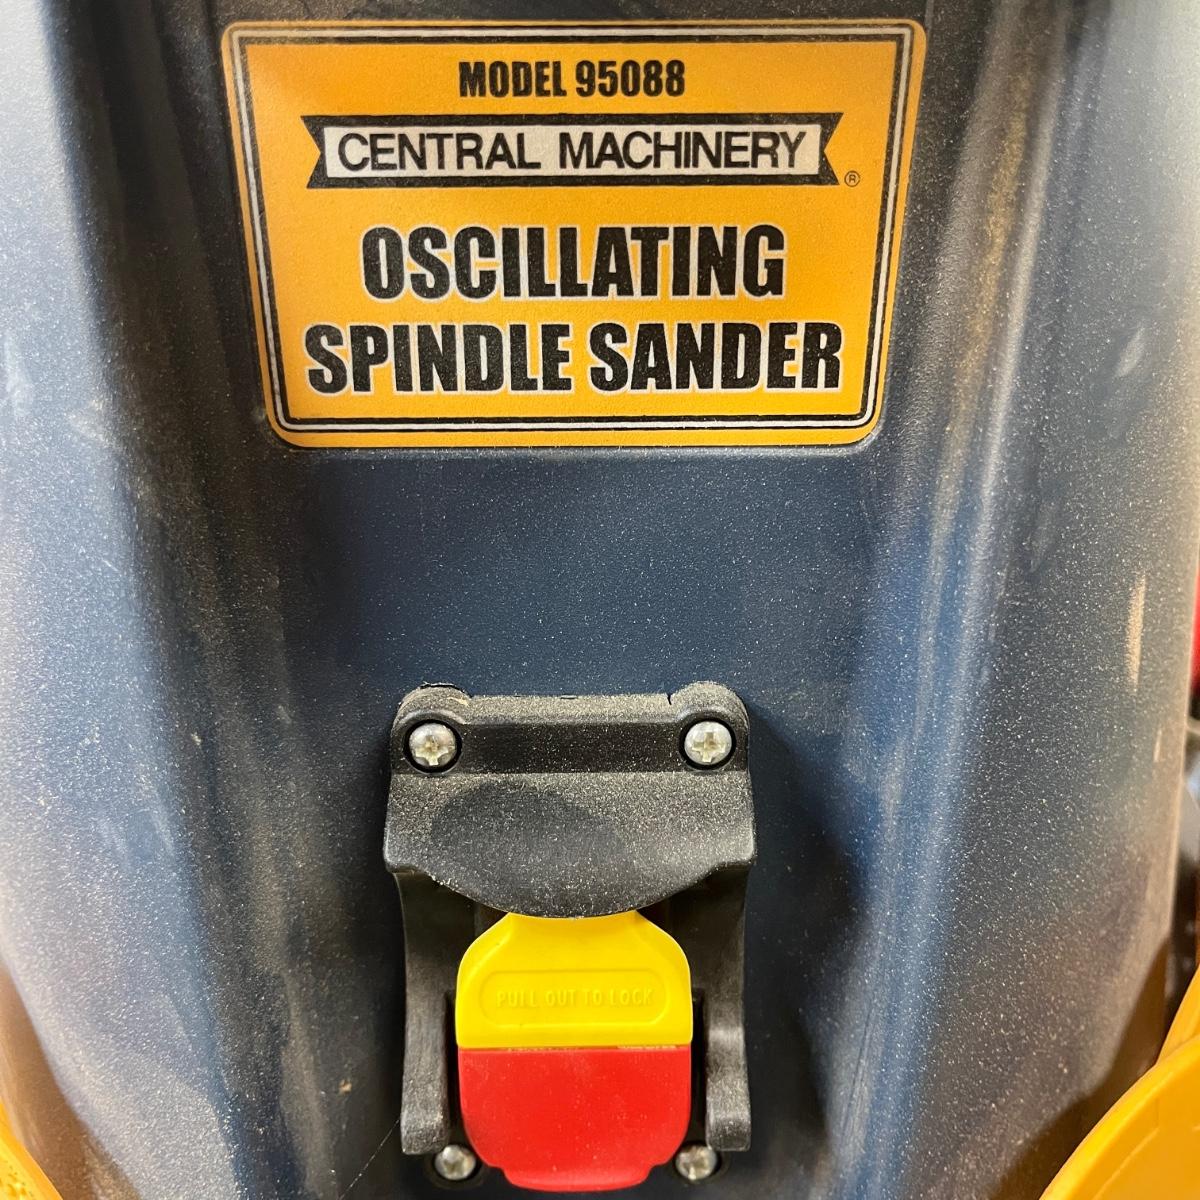 MODEL 95088
CENTRAL MACHINERY
®
OSCILLATING
SPINDLE SANDER
PULL OUT TO LOCK